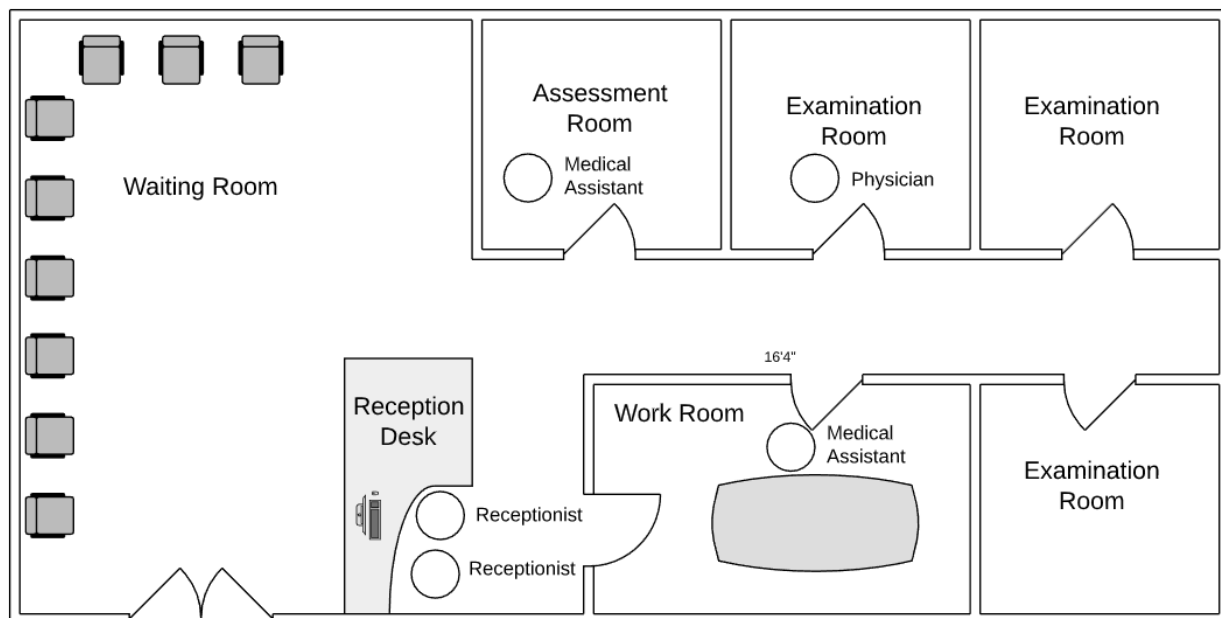 Assessment
Room
Medical
Assistant
Examination
Room
Physician
Examination
Room
Waiting Room
16'4"
Reception
Desk
Receptionist
Receptionist
Work Room
Medical
Assistant
Examination
Room